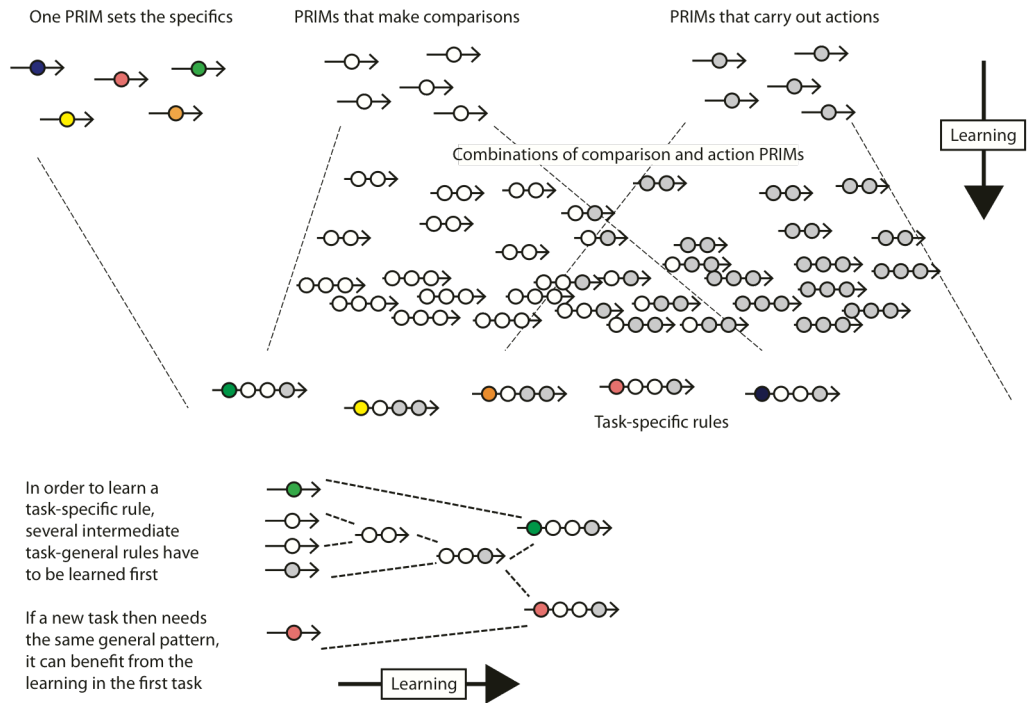 One PRIM sets the specifics
PRIMs that make comparisons
PRIMs that carry out actions
Learning
Combinations of comparison and action PRIMs
Task-specific rules
In order to learn a
task-specific rule,
several intermediate
task-general rules have
to be learned first
If a new task then needs
the same general pattern,
it can benefit from the
learning in the first task
Learning